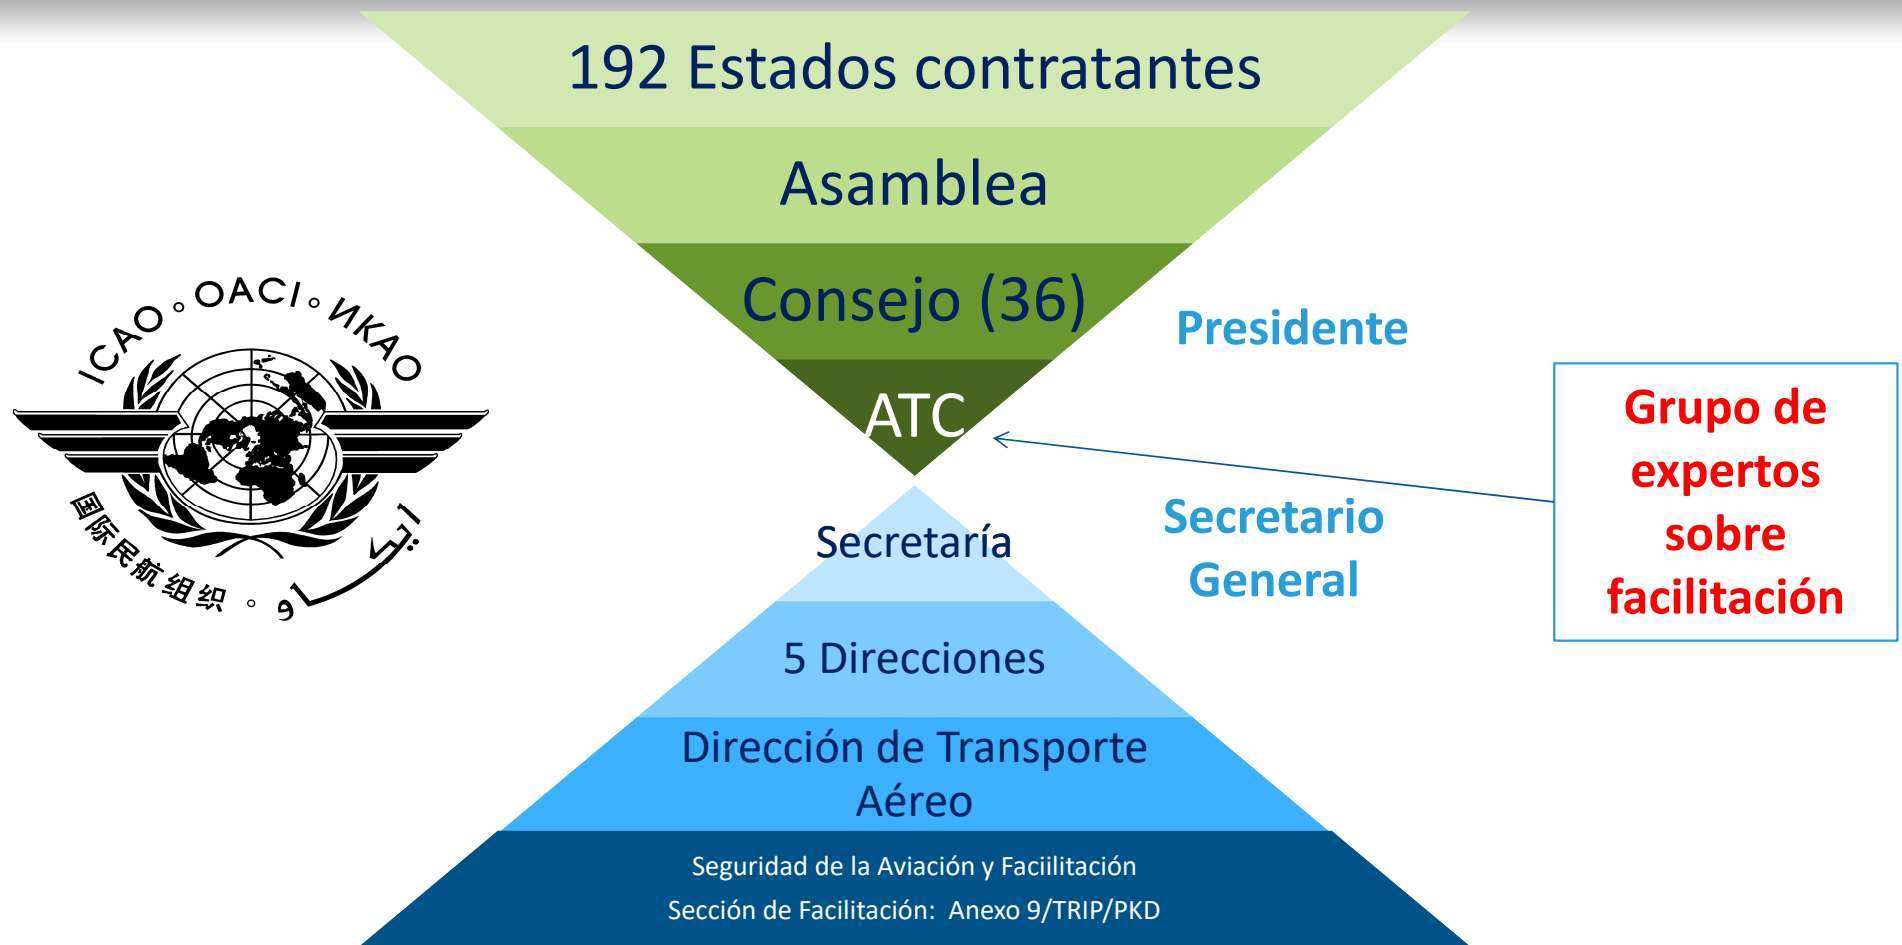 192 Estados contratantes
Asamblea
Consejo (36)
ATC
Presidente
Secretario
General
Grupo de
expertos
sobre
facilitación
ICAO ◦ OACI ◦ ИКАО
国际民航组织 ◦ ايكاو
Secretaría
5 Direcciones
Dirección de Transporte
Aéreo
Seguridad de la Aviación y Faciilitación
Sección de Facilitación: Anexo 9/TRIP/PKD